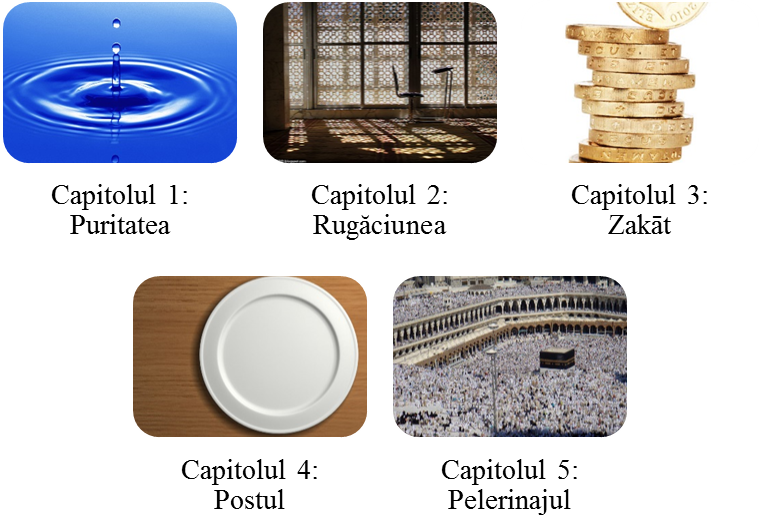 Capitolul 1:
Puritatea
Capitolul 2:
Rugăciunea
Capitolul 3:
Zakāt
Capitolul 4:
Postul
Capitolul 5:
Pelerinajul